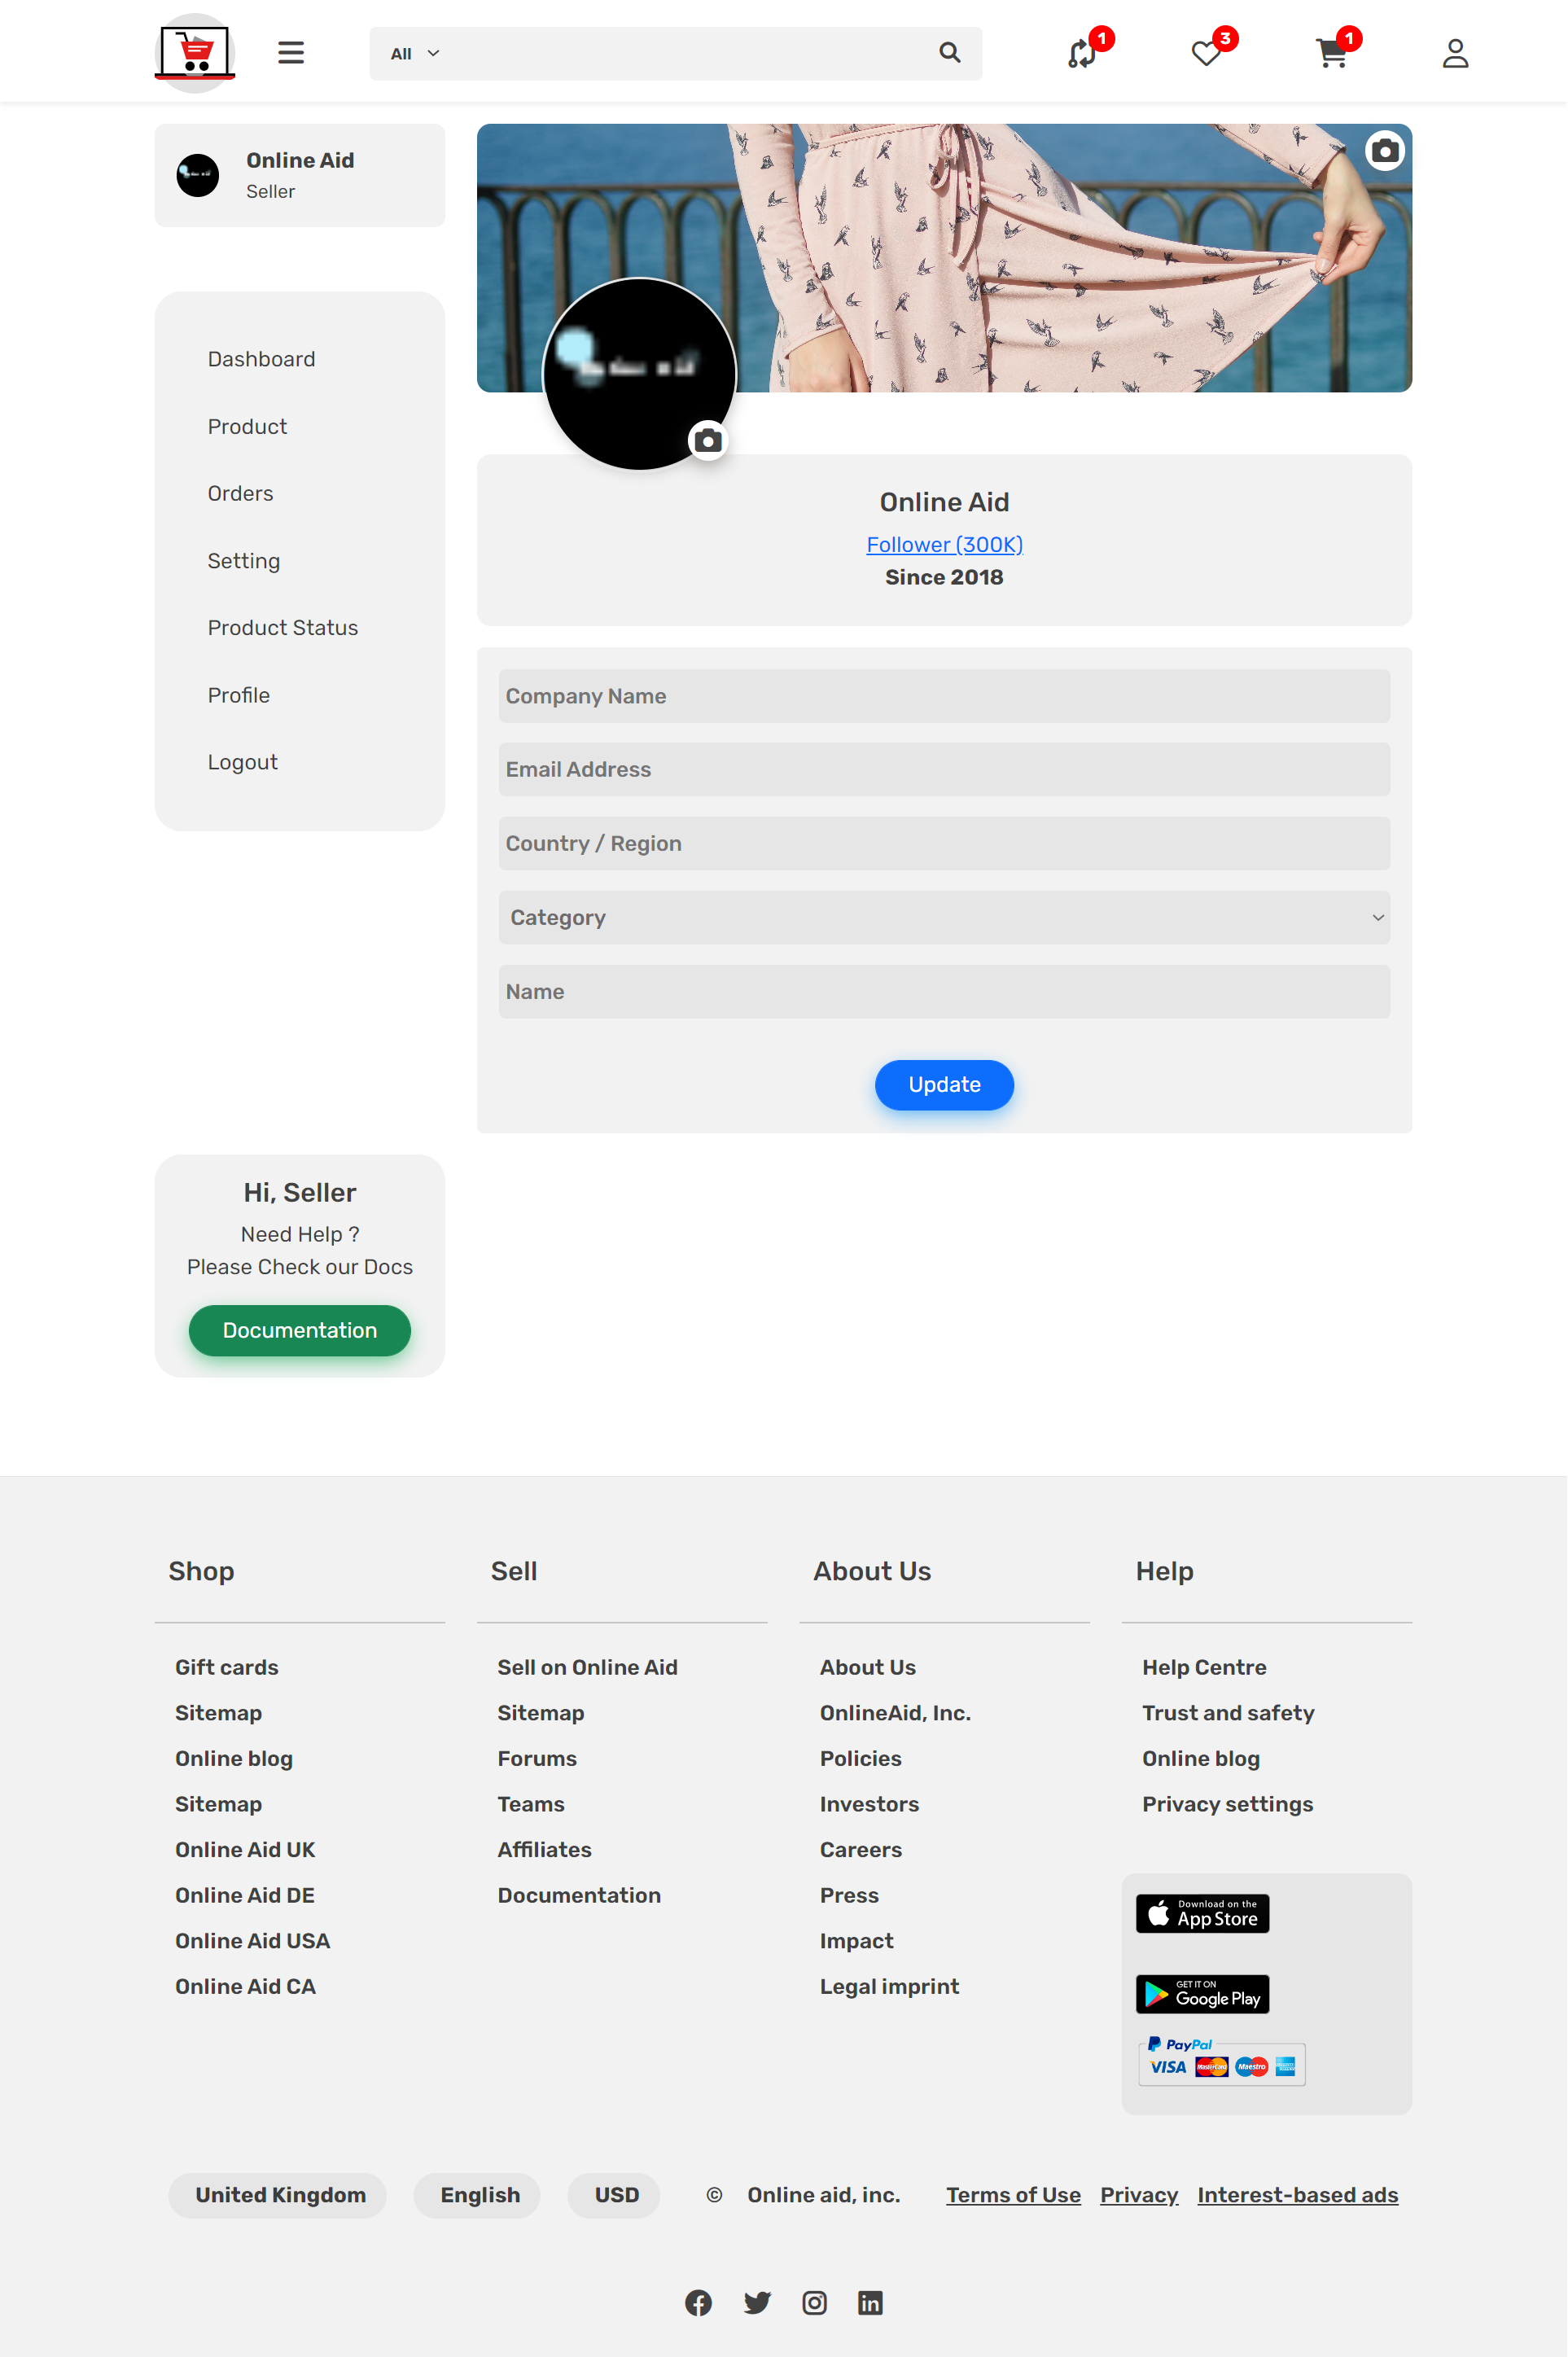 All
1
3
1
Online Aid
Seller
Dashboard
Product
Orders
Setting
Product Status
Profile
Logout
Online Aid
Follower (300K)
Since 2018
Company Name
Email Address
Country / Region
Category
Name
Update
Hi, Seller
Need Help ?
Please Check our Docs
Documentation
Shop
Gift cards
Sitemap
Online blog
Sitemap
Online Aid UK
Online Aid DE
Online Aid USA
Online Aid CA
Sell
Sell on Online Aid
Sitemap
Forums
Teams
Affiliates
Documentation
About Us
About Us
OnlineAid, Inc.
Policies
Investors
Careers
Press
Impact
Legal imprint
Help
Help Centre
Trust and safety
Online blog
Privacy settings
Download on the
App Store
GET IT ON
Google Play
PayPal
VISA MasterCard Maestro
United Kingdom English USD © Online aid, inc. Terms of Use Privacy Interest-based ads